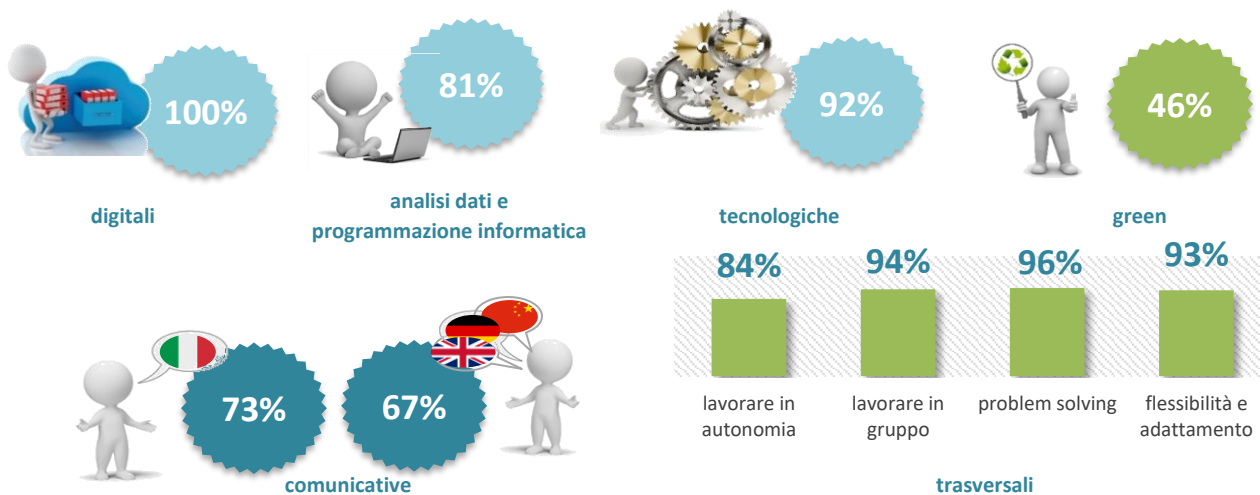 100%
81%
92%
46%
digitali
analisi dati e
programmazione informatica
tecnologiche
green
84%
94%
96%
93%
73%
67%
lavorare in
autonomia
lavorare in
gruppo
problem solving
flessibilità e
adattamento
comunicative
trasversali